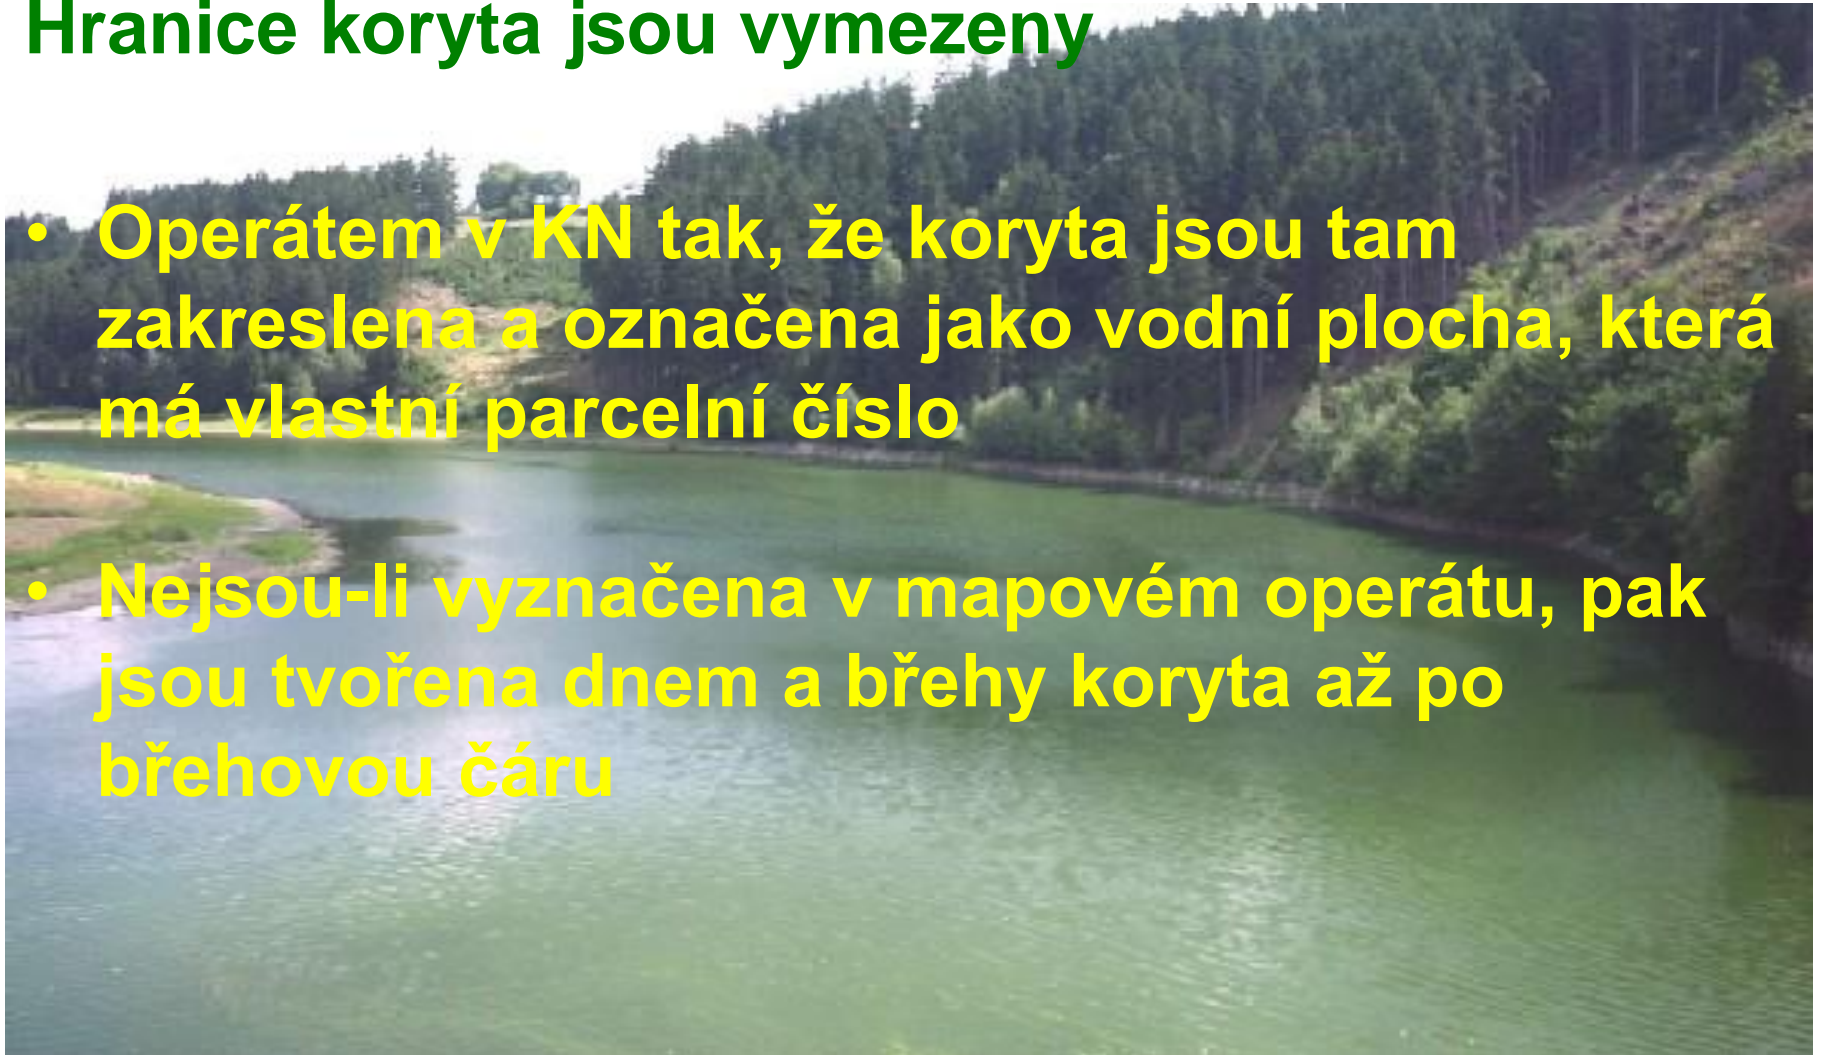 Hranice koryta jsou vymezeny
• Operátem v KN tak, že koryta jsou tam
zakreslena a označena jako vodní plocha, která
má vlastní parcelní číslo
• Nejsou-li vyznačena v mapovém operátu, pak
jsou tvořena dnem a břehy koryta až po
břehovou čáru